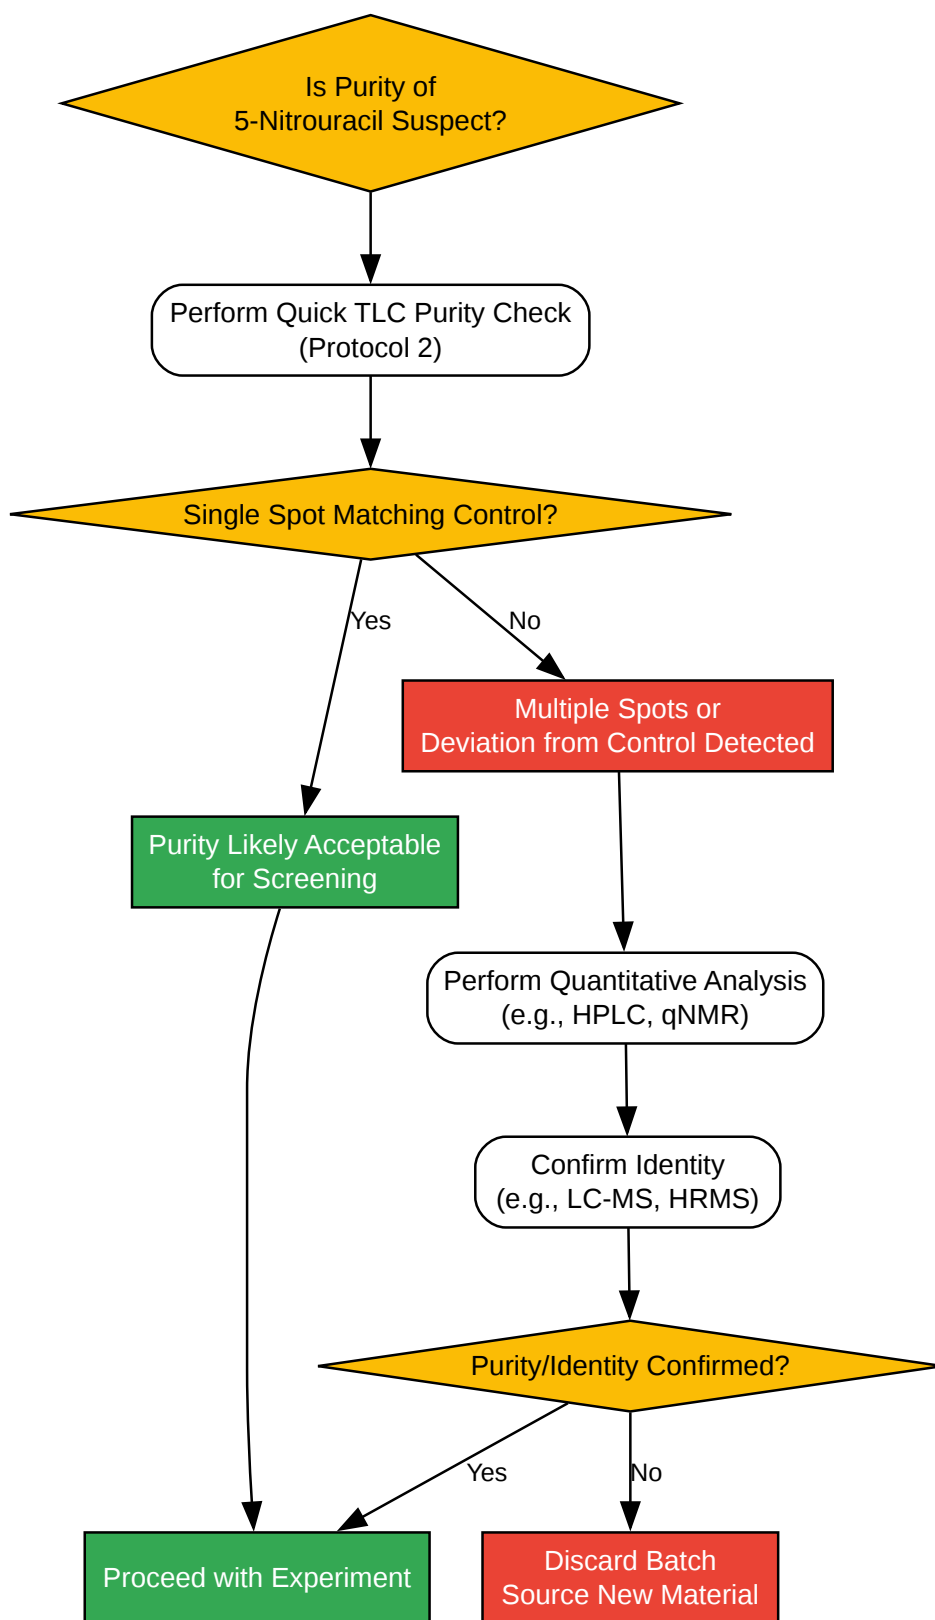 Is Purity of
5-Nitrouracil Suspect?
Perform Quick TLC Purity Check
(Protocol 2)
Single Spot Matching Control?
Yes
No
Multiple Spots or
Deviation from Control Detected
Purity Likely Acceptable
for Screening
Perform Quantitative Analysis
(e.g., HPLC, qNMR)
Confirm Identity
(e.g., LC-MS, HRMS)
Purity/Identity Confirmed?
Yes
No
Proceed with Experiment
Discard Batch
Source New Material